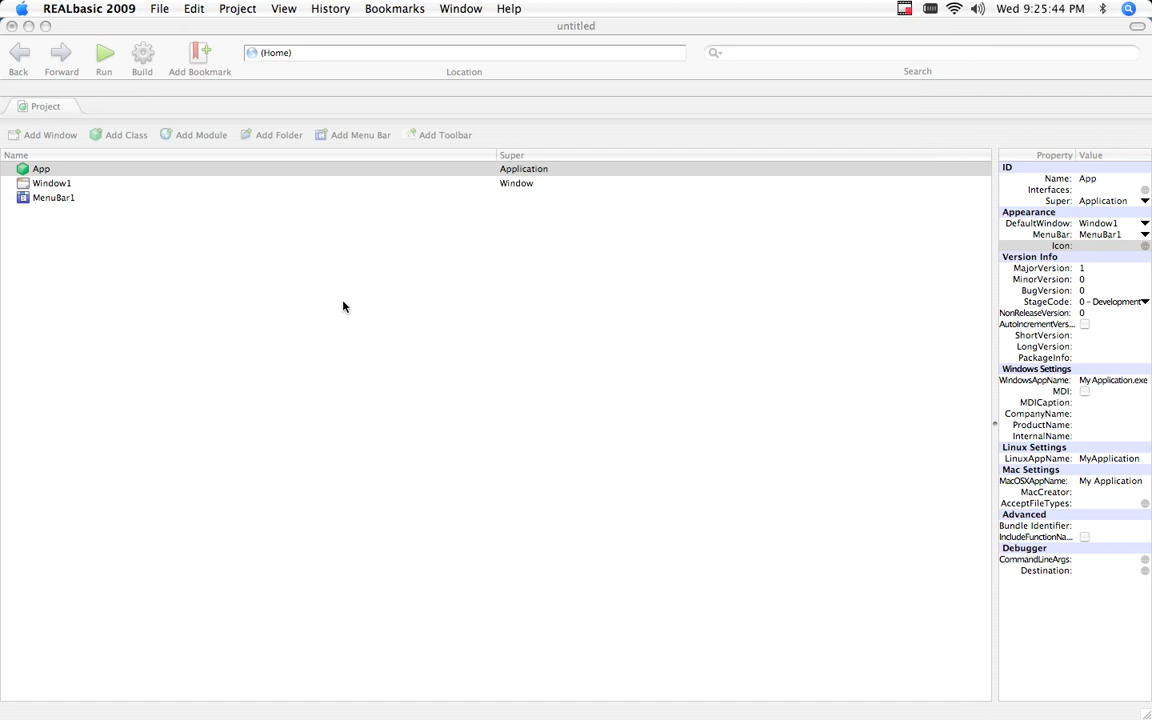 REALbasic 2009 File Edit Project View History Bookmarks Window Help Wed 9:25:44 PM
untitled
(Home)
Back Forward Run Build Add Bookmark Location Search
Project
Add Window Add Class Add Module Add Folder Add Menu Bar Add Toolbar
Name Super
App Application
Window1 Window
MenuBar1
Property Value
ID
Name: App
Interfaces:
Super: Application
Appearance
DefaultWindow: Window1
MenuBar: MenuBar1
Icon:
Version Info
MajorVersion: 1
MinorVersion: 0
BugVersion: 0
StageCode: 0 – Development
NonReleaseVersion: 0
AutoIncrementVers...
ShortVersion:
LongVersion:
PackageInfo:
Windows Settings
WindowsAppName: My Application.exe
MDI:
MDICaption:
CompanyName:
ProductName:
InternalName:
Linux Settings
LinuxAppName: MyApplication
Mac Settings
MacOSXAppName: My Application
MacCreator:
AcceptFileTypes:
Advanced
Bundle Identifier:
IncludeFunctionNa...
Debugger
CommandLineArgs:
Destination: